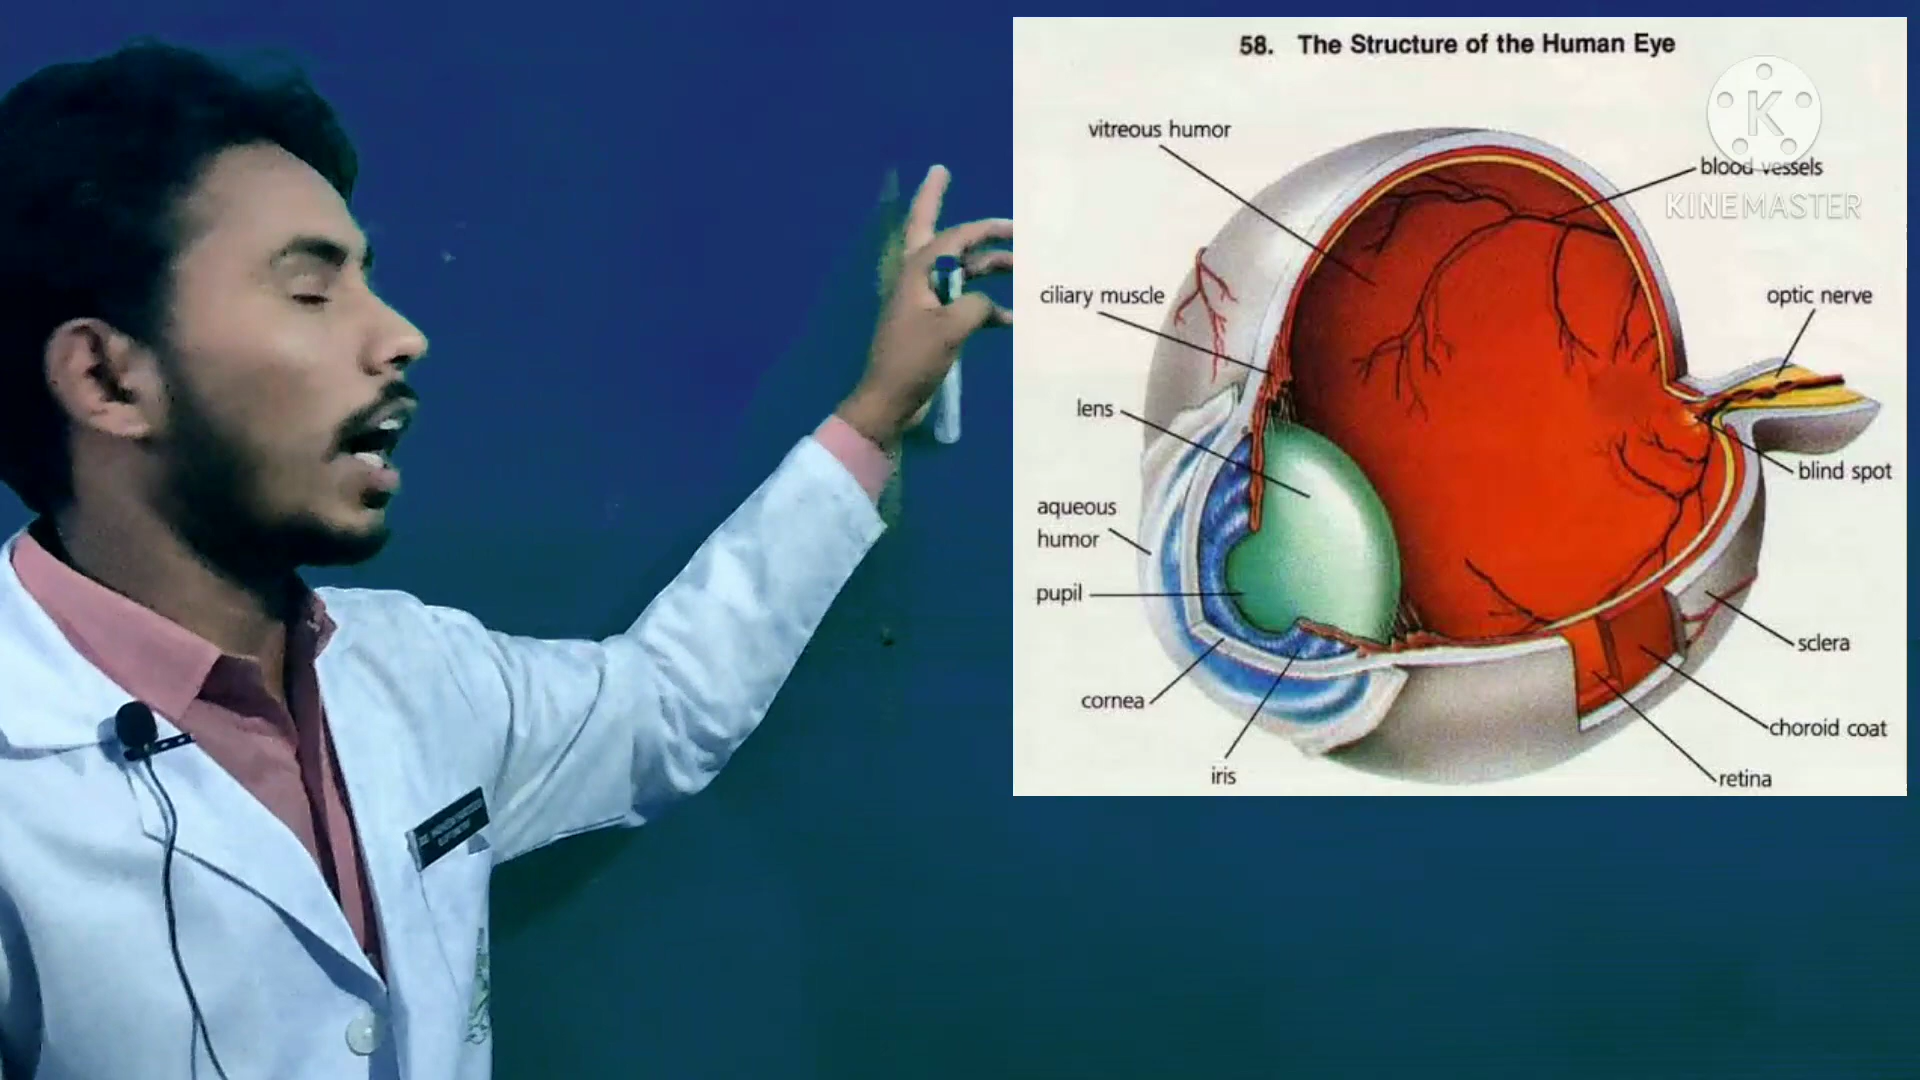 58. The Structure of the Human Eye
K
KINEMASTER
vitreous humor
blood vessels
ciliary muscle
optic nerve
lens
blind spot
aqueous
humor
pupil
sclera
cornea
choroid coat
iris
retina